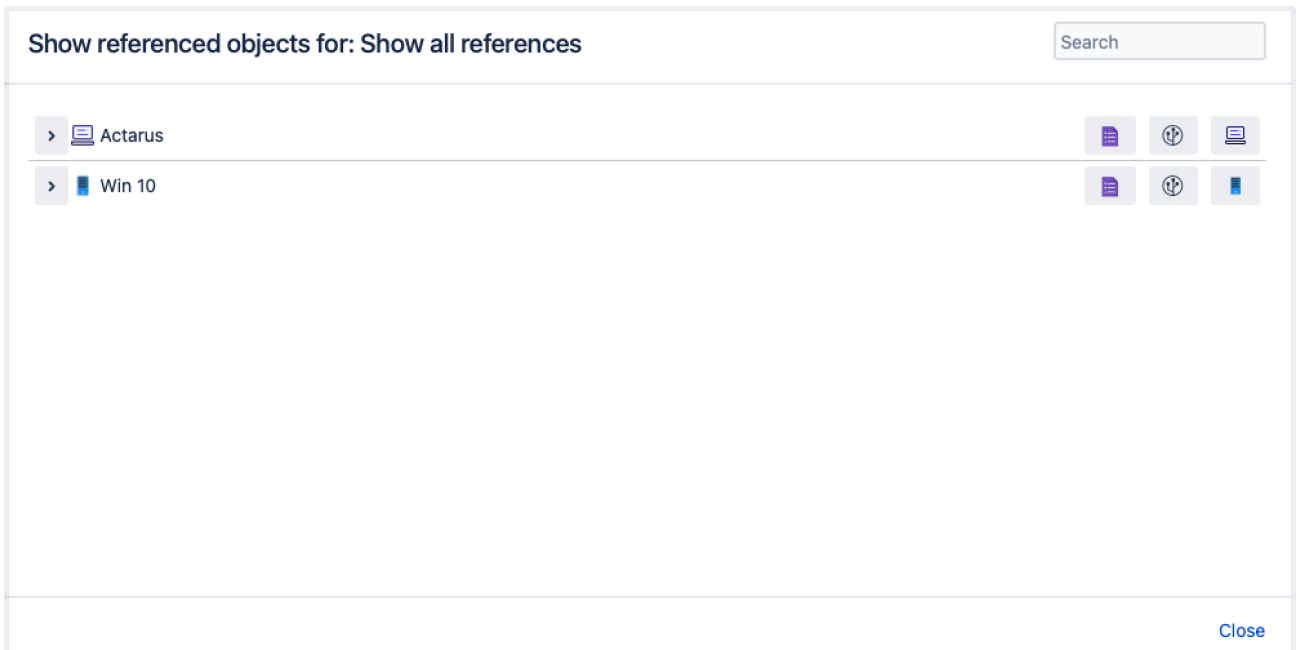 Show referenced objects for: Show all references
Search
Actarus
Win 10
Close